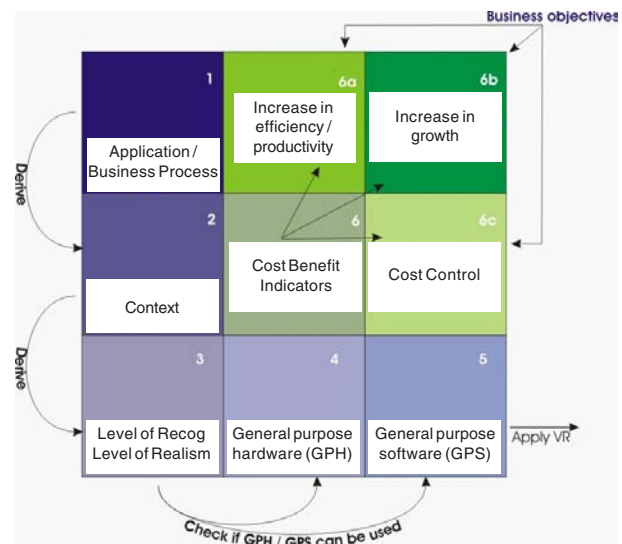 Business objectives
1
Application /
Business Process
6a
Increase in
efficiency /
productivity
6b
Increase in
growth
Derive
2
Context
6
Cost Benefit
Indicators
6c
Cost Control
Derive
3
Level of Recog
Level of Realism
4
General purpose
hardware (GPH)
5
General purpose
software (GPS)
Apply VR
Check if GPH / GPS can be used